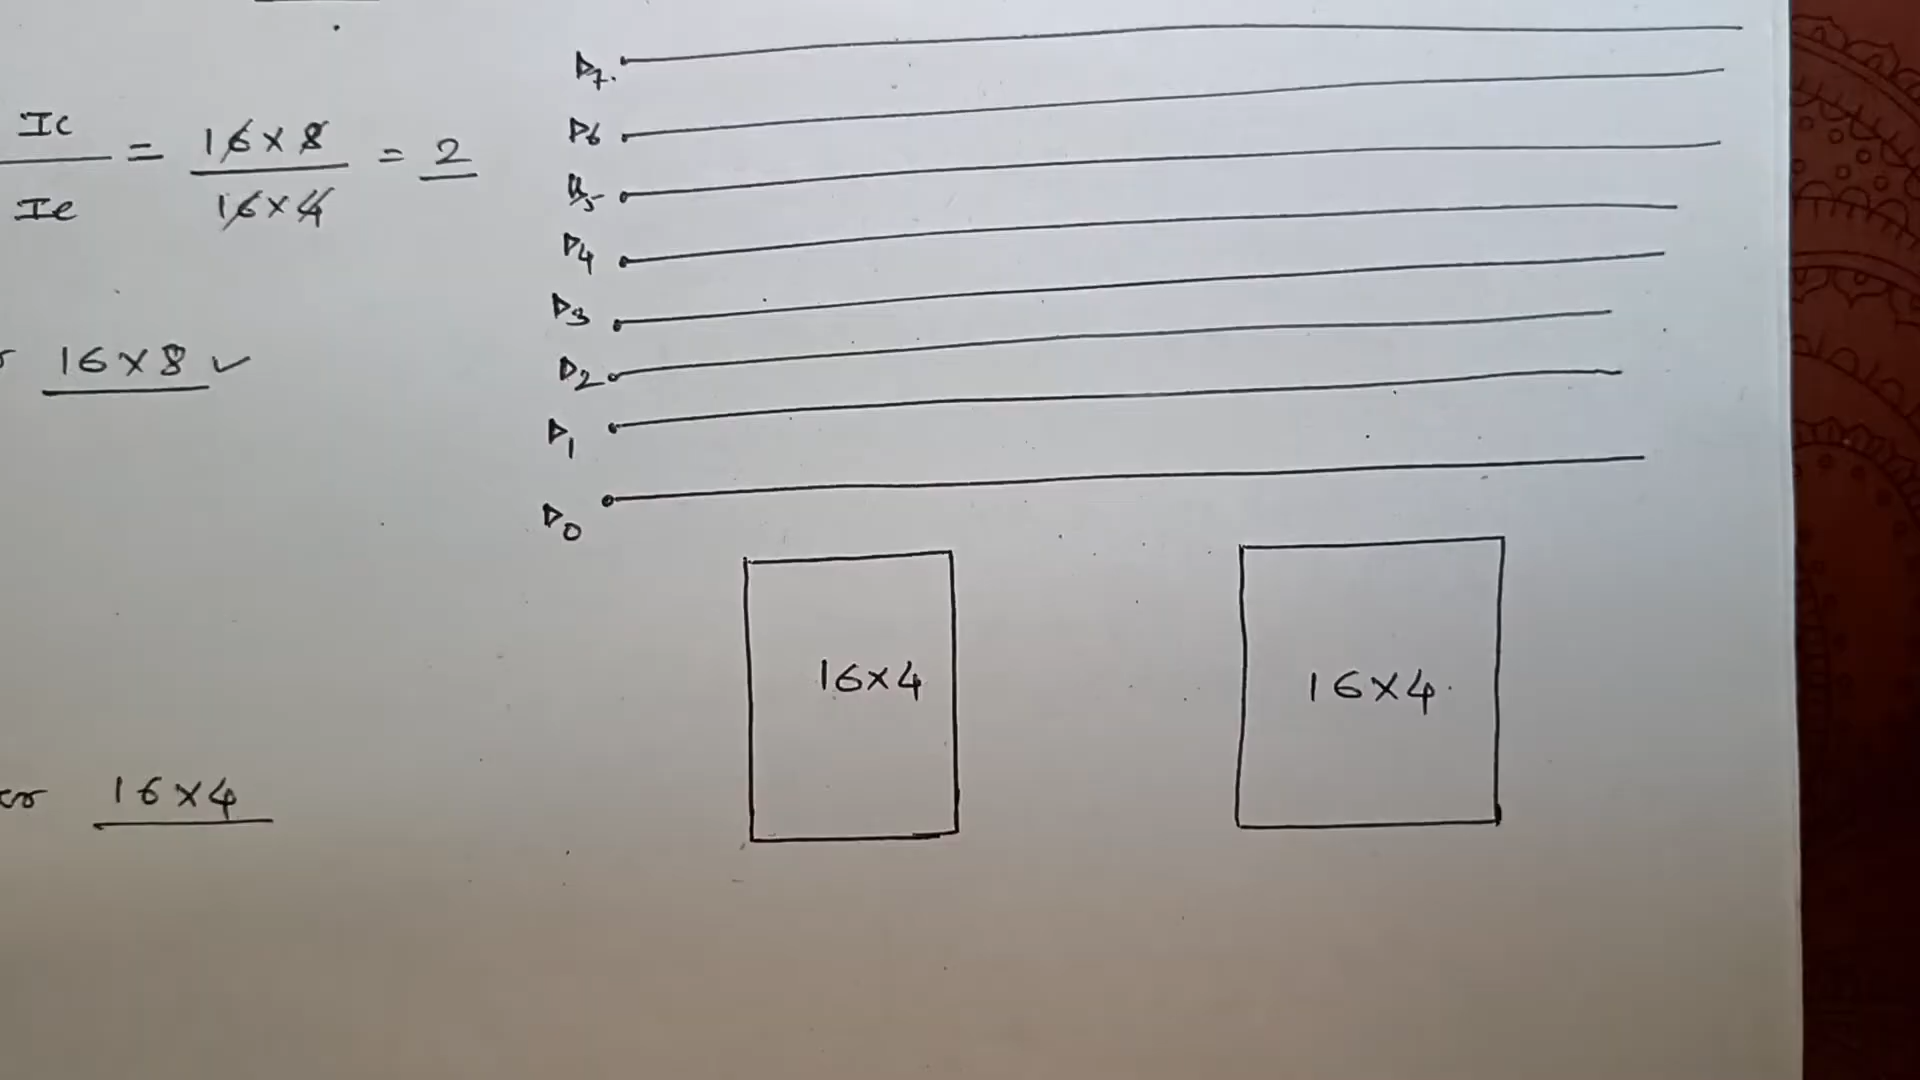 Ic / Ie = 16×8 / 16×4 = 2
16×8 ✓
16×4
D7.
D6
D5
D4
D3
D2
D1
D0
16×4
16×4